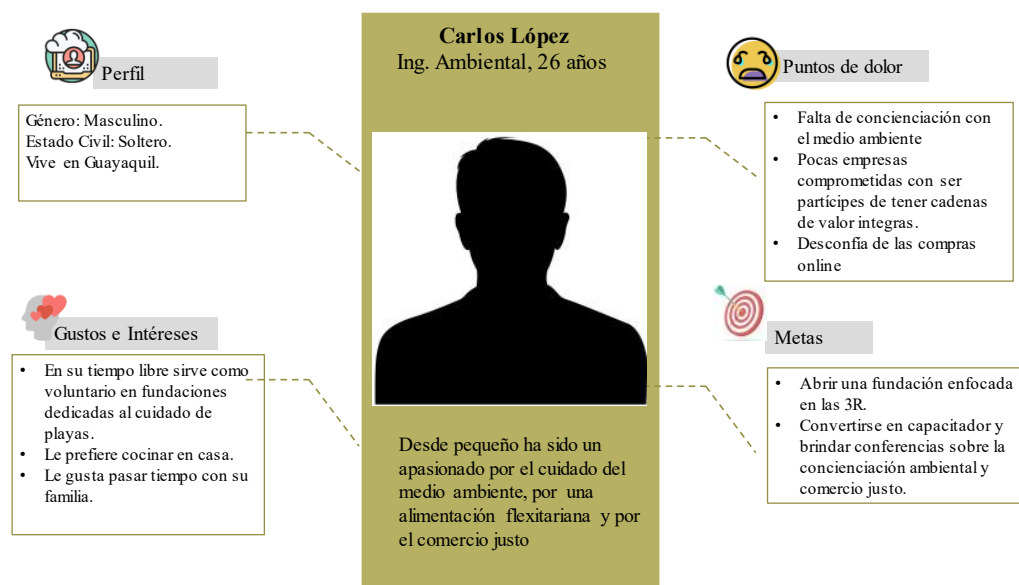 Carlos López
Ing. Ambiental, 26 años
Perfil
Género: Masculino.
Estado Civil: Soltero.
Vive en Guayaquil.
Gustos e Intéreses
• En su tiempo libre sirve como
voluntario en fundaciones
dedicadas al cuidado de
playas.
• Le prefiere cocinar en casa.
• Le gusta pasar tiempo con su
familia.
Desde pequeño ha sido un
apasionado por el cuidado del
medio ambiente, por una
alimentación flexitariana y por
el comercio justo
Puntos de dolor
• Falta de concienciación con
el medio ambiente
• Pocas empresas
comprometidas con ser
partícipes de tener cadenas
de valor integras.
• Desconfía de las compras
online
Metas
• Abrir una fundación enfocada
en las 3R.
• Convertirse en capacitador y
brindar conferencias sobre la
concienciación ambiental y
comercio justo.